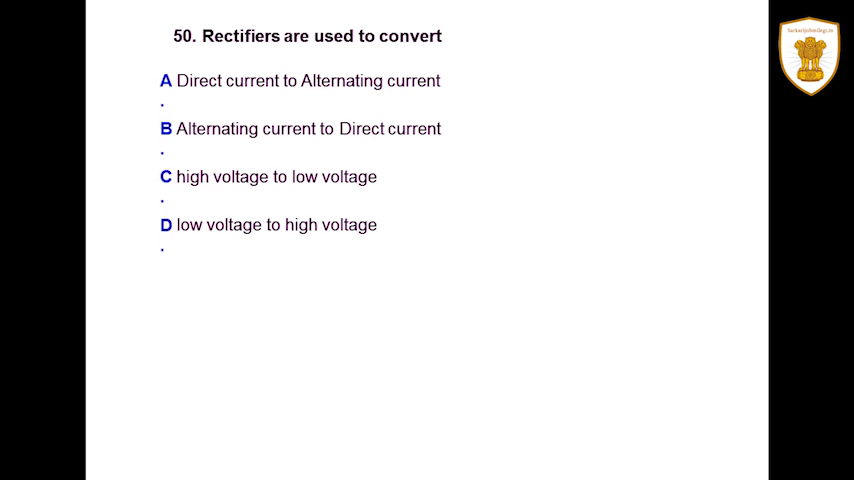 50. Rectifiers are used to convert
A Direct current to Alternating current
.
B Alternating current to Direct current
.
C high voltage to low voltage
.
D low voltage to high voltage
.